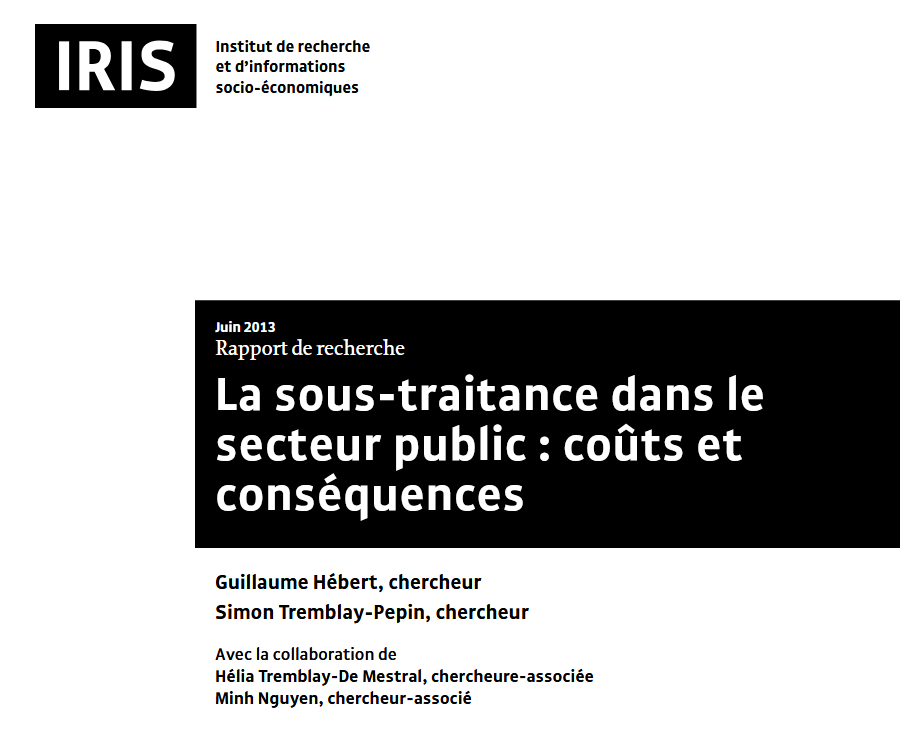 IRIS
Institut de recherche
et d'informations
socio-économiques
Juin 2013
Rapport de recherche
La sous-traitance dans le
secteur public : coûts et
conséquences
Guillaume Hébert, chercheur
Simon Tremblay-Pepin, chercheur
Avec la collaboration de
Hélia Tremblay-De Mestral, chercheure-associée
Minh Nguyen, chercheur-associé